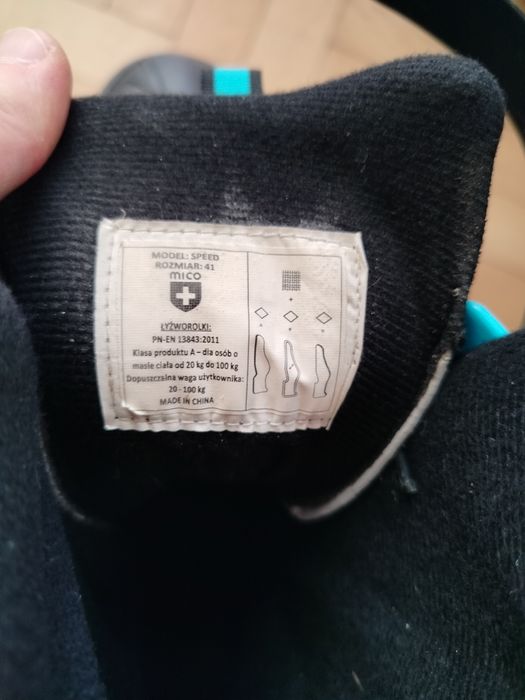 MODEL: SPEED
ROZMIAR: 41
mico
ŁYŻWOROLKI:
PN-EN 13843:2011
Klasa produktu A – dla osób o
masie ciała od 20 kg do 100 kg
Dopuszczalna waga użytkownika:
20 - 100 kg
MADE IN CHINA